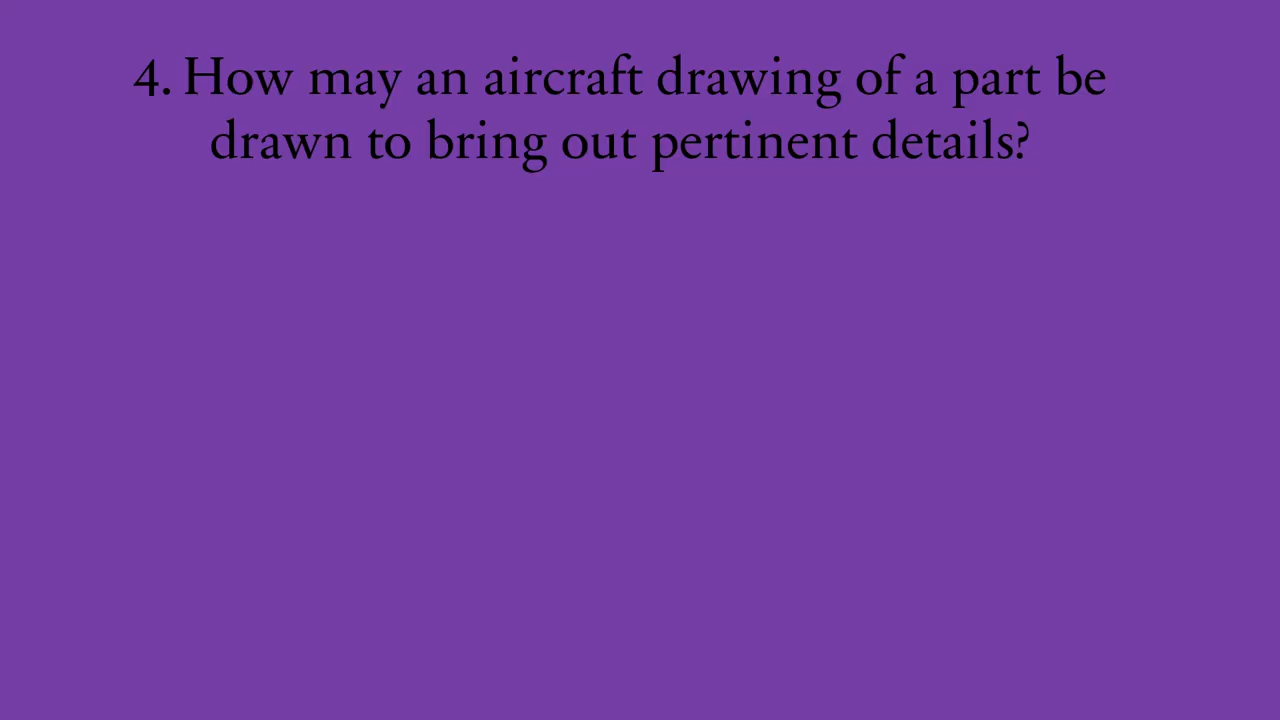 4. How may an aircraft drawing of a part be
drawn to bring out pertinent details?